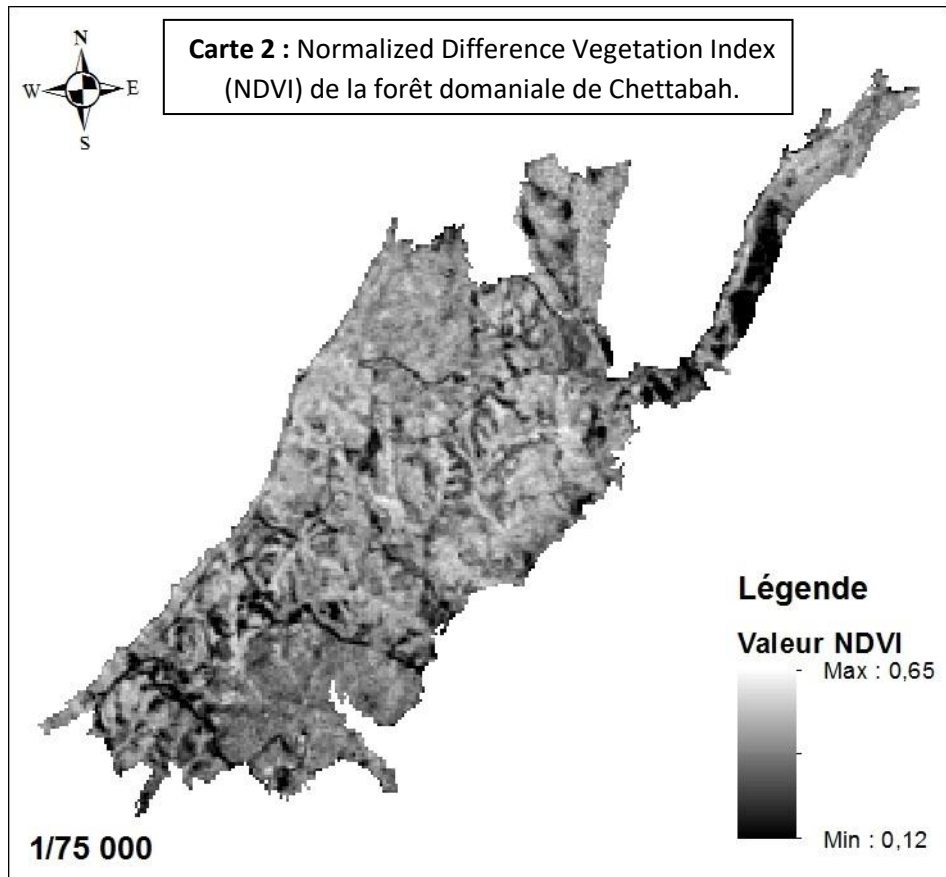 Carte 2 : Normalized Difference Vegetation Index
(NDVI) de la forêt domaniale de Chettabah.
N
W E
S
Légende
Valeur NDVI
Max : 0,65
Min : 0,12
1/75 000